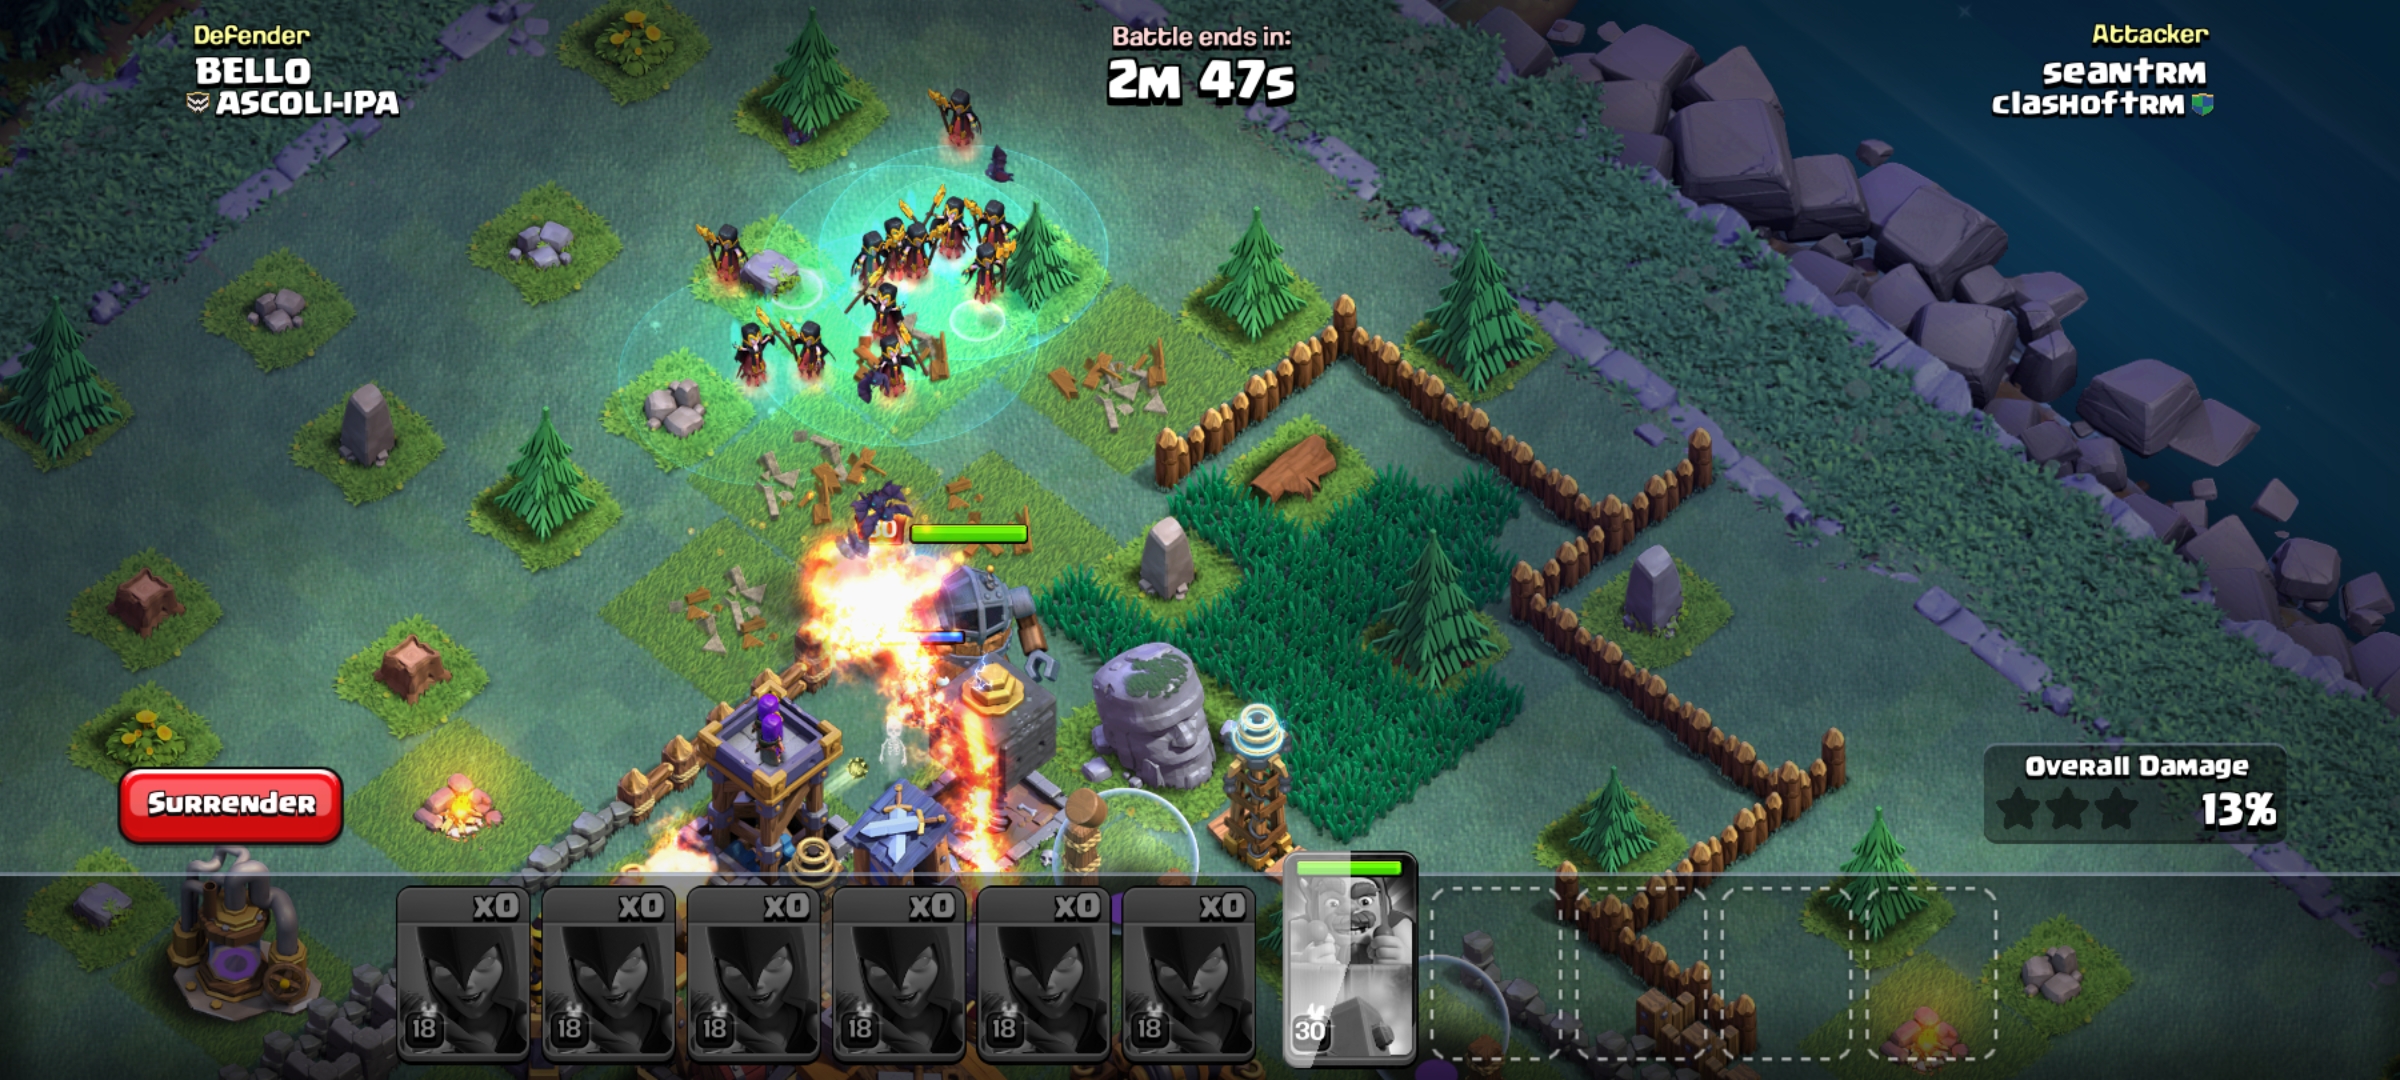 Defender
BELLO
ASCOLI-IPA
Battle ends in:
2M 47s
Attacker
seantRM
clashoftRM
Surrender
Overall Damage
13%
x0
x0
x0
x0
x0
x0
18
18
18
18
18
18
30